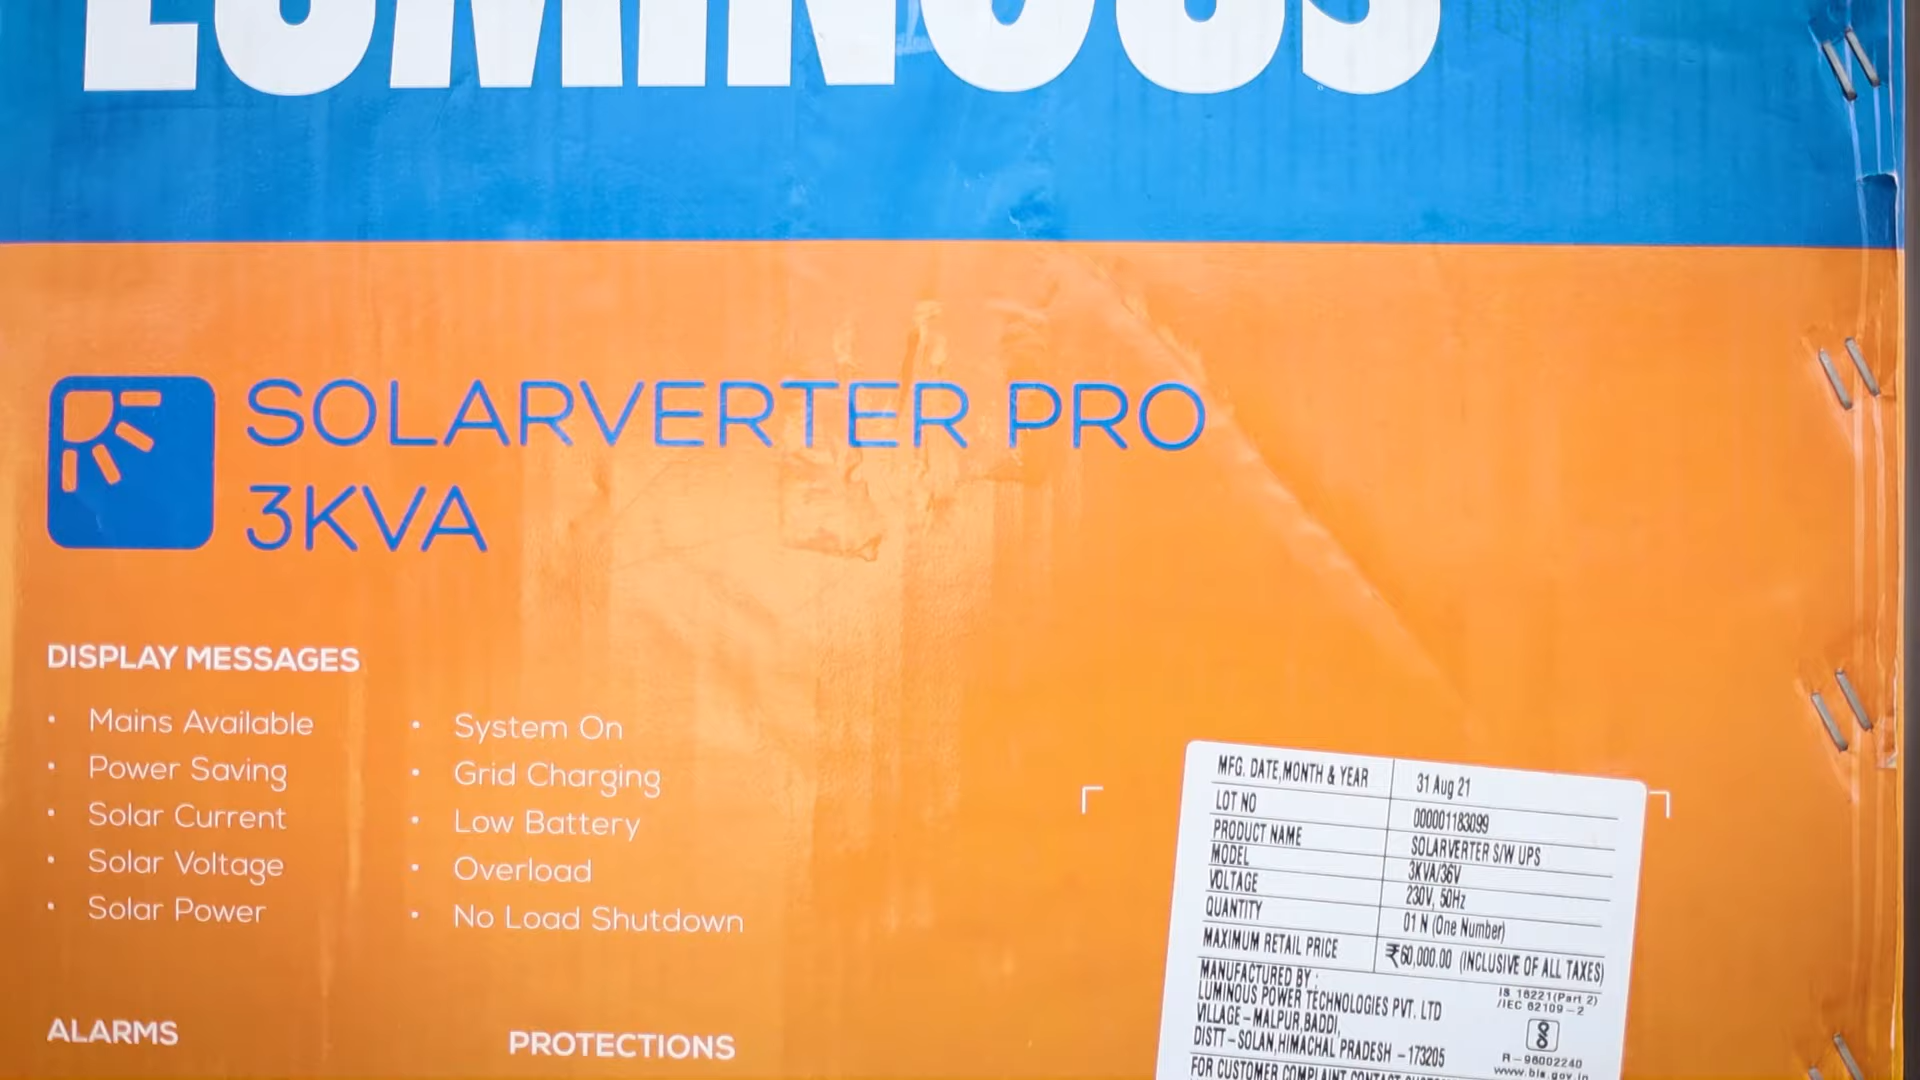 LUMINOUS
SOLARVERTER PRO
3KVA
DISPLAY MESSAGES
• Mains Available
• Power Saving
• Solar Current
• Solar Voltage
• Solar Power
• System On
• Grid Charging
• Low Battery
• Overload
• No Load Shutdown
ALARMS
PROTECTIONS
MFG. DATE,MONTH & YEAR 31 Aug 21
LOT NO 000001183099
PRODUCT NAME SOLARVERTER S/W UPS
MODEL 3KVA/36V
VOLTAGE 230V, 50Hz
QUANTITY 01 N (One Number)
MAXIMUM RETAIL PRICE ₹60,000.00 (INCLUSIVE OF ALL TAXES)
MANUFACTURED BY :
LUMINOUS POWER TECHNOLOGIES PVT. LTD
VILLAGE – MALPUR,BADDI,
DISTT – SOLAN,HIMACHAL PRADESH – 173205
IS 16221(Part 2)
/IEC 62109-2
R-96002240
www.bis.gov.in
FOR CUSTOMER COMPLAINT CONTACT